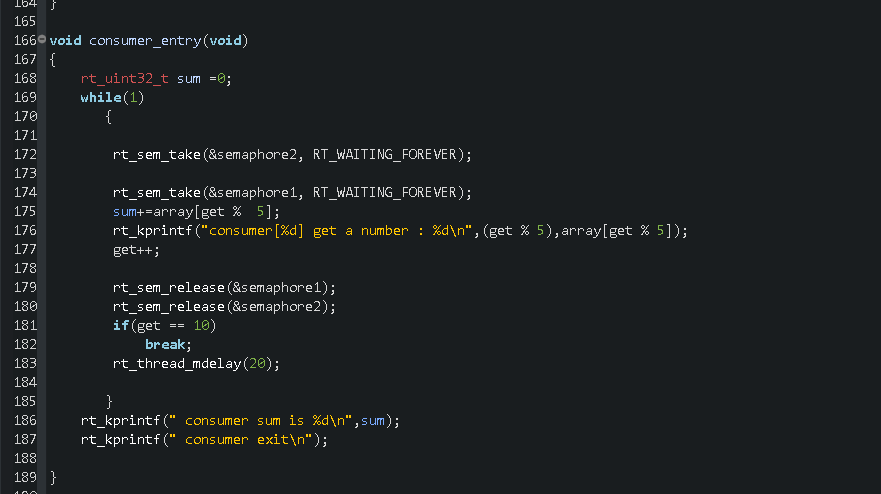 164 }
165
166 void consumer_entry(void)
167 {
168     rt_uint32_t sum =0;
169     while(1)
170        {
171
172         rt_sem_take(&semaphore2, RT_WAITING_FOREVER);
173
174         rt_sem_take(&semaphore1, RT_WAITING_FOREVER);
175         sum+=array[get %  5];
176         rt_kprintf("consumer[%d] get a number : %d\n",(get % 5),array[get % 5]);
177         get++;
178
179         rt_sem_release(&semaphore1);
180         rt_sem_release(&semaphore2);
181         if(get == 10)
182             break;
183         rt_thread_mdelay(20);
184
185        }
186     rt_kprintf(" consumer sum is %d\n",sum);
187     rt_kprintf(" consumer exit\n");
188
189 }